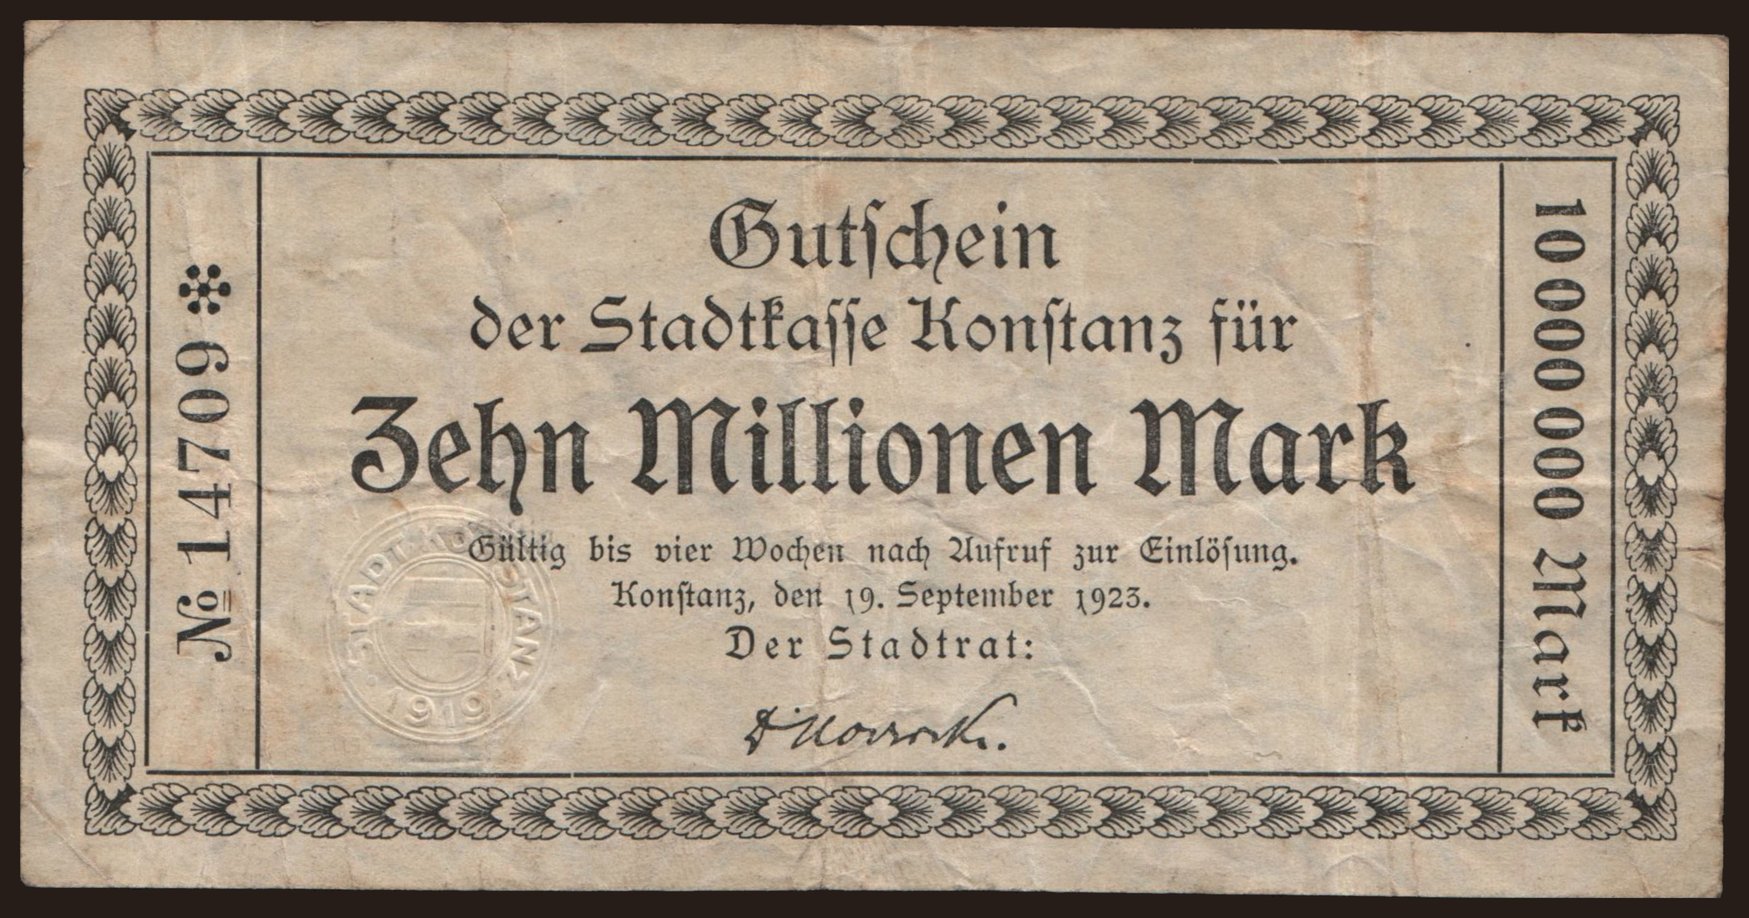 Gutschein
der Stadtkasse Konstanz für
Zehn Millionen Mark
Gültig bis vier Wochen nach Aufruf zur Einlösung.
Konstanz, den 19. September 1923.
Der Stadtrat:
№ 14709
10000000 Mark
STADT KONSTANZ
1919